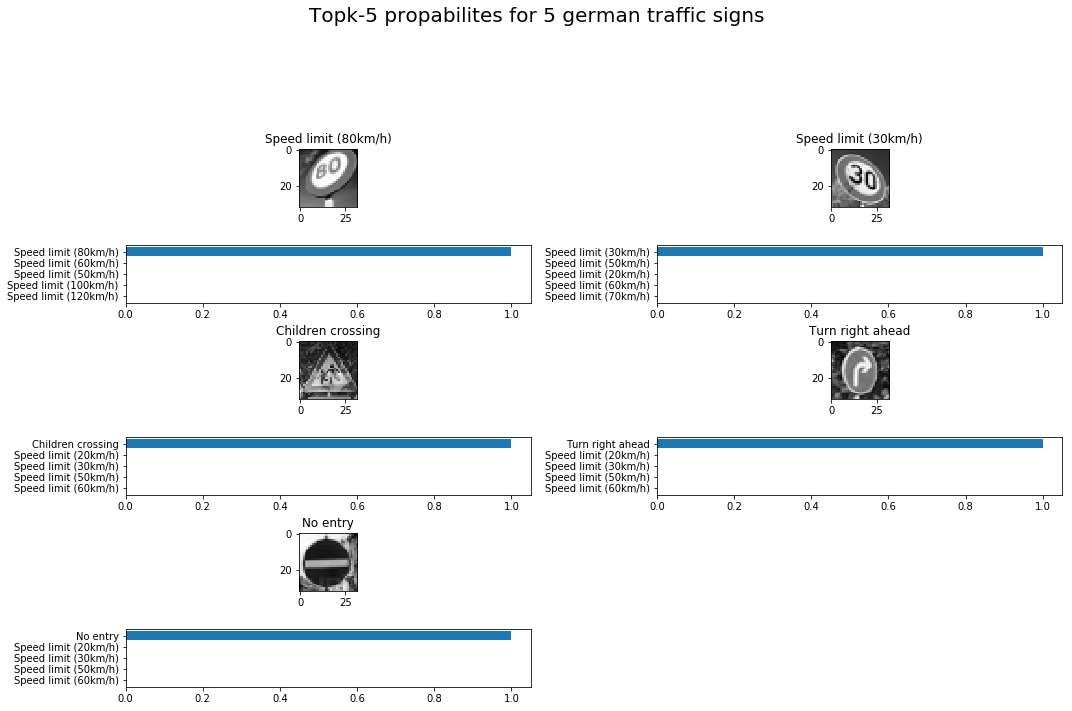 Topk-5 propabilites for 5 german traffic signs
Speed limit (80km/h)
0
20
80
0 25
Speed limit (80km/h)
Speed limit (60km/h)
Speed limit (50km/h)
Speed limit (100km/h)
Speed limit (120km/h)
0.0 0.2 0.4 0.6 0.8 1.0
Speed limit (30km/h)
0
20
30
0 25
Speed limit (30km/h)
Speed limit (50km/h)
Speed limit (20km/h)
Speed limit (60km/h)
Speed limit (70km/h)
0.0 0.2 0.4 0.6 0.8 1.0
Children crossing
0
20
0 25
Children crossing
Speed limit (20km/h)
Speed limit (30km/h)
Speed limit (50km/h)
Speed limit (60km/h)
0.0 0.2 0.4 0.6 0.8 1.0
Turn right ahead
0
20
0 25
Turn right ahead
Speed limit (20km/h)
Speed limit (30km/h)
Speed limit (50km/h)
Speed limit (60km/h)
0.0 0.2 0.4 0.6 0.8 1.0
No entry
0
20
0 25
No entry
Speed limit (20km/h)
Speed limit (30km/h)
Speed limit (50km/h)
Speed limit (60km/h)
0.0 0.2 0.4 0.6 0.8 1.0